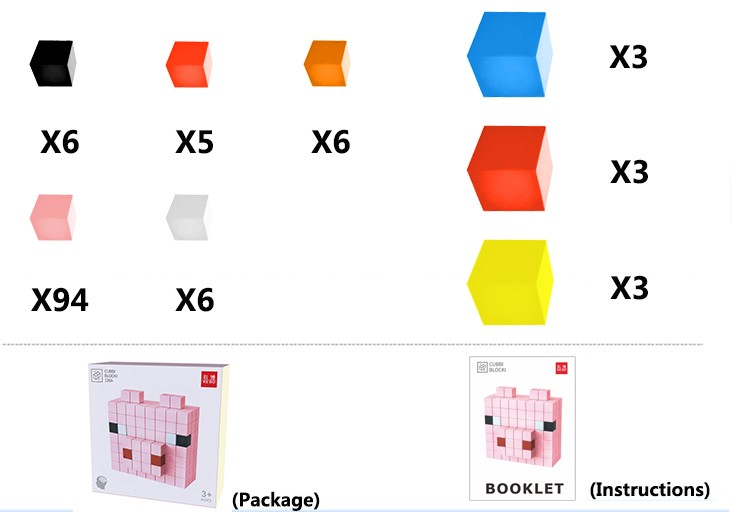 X6
X5
X6
X3
X3
X94
X6
X3
CUBBI
BLOCKI
3+
(Package)
CUBBI
BLOCKI
BOOKLET
(Instructions)